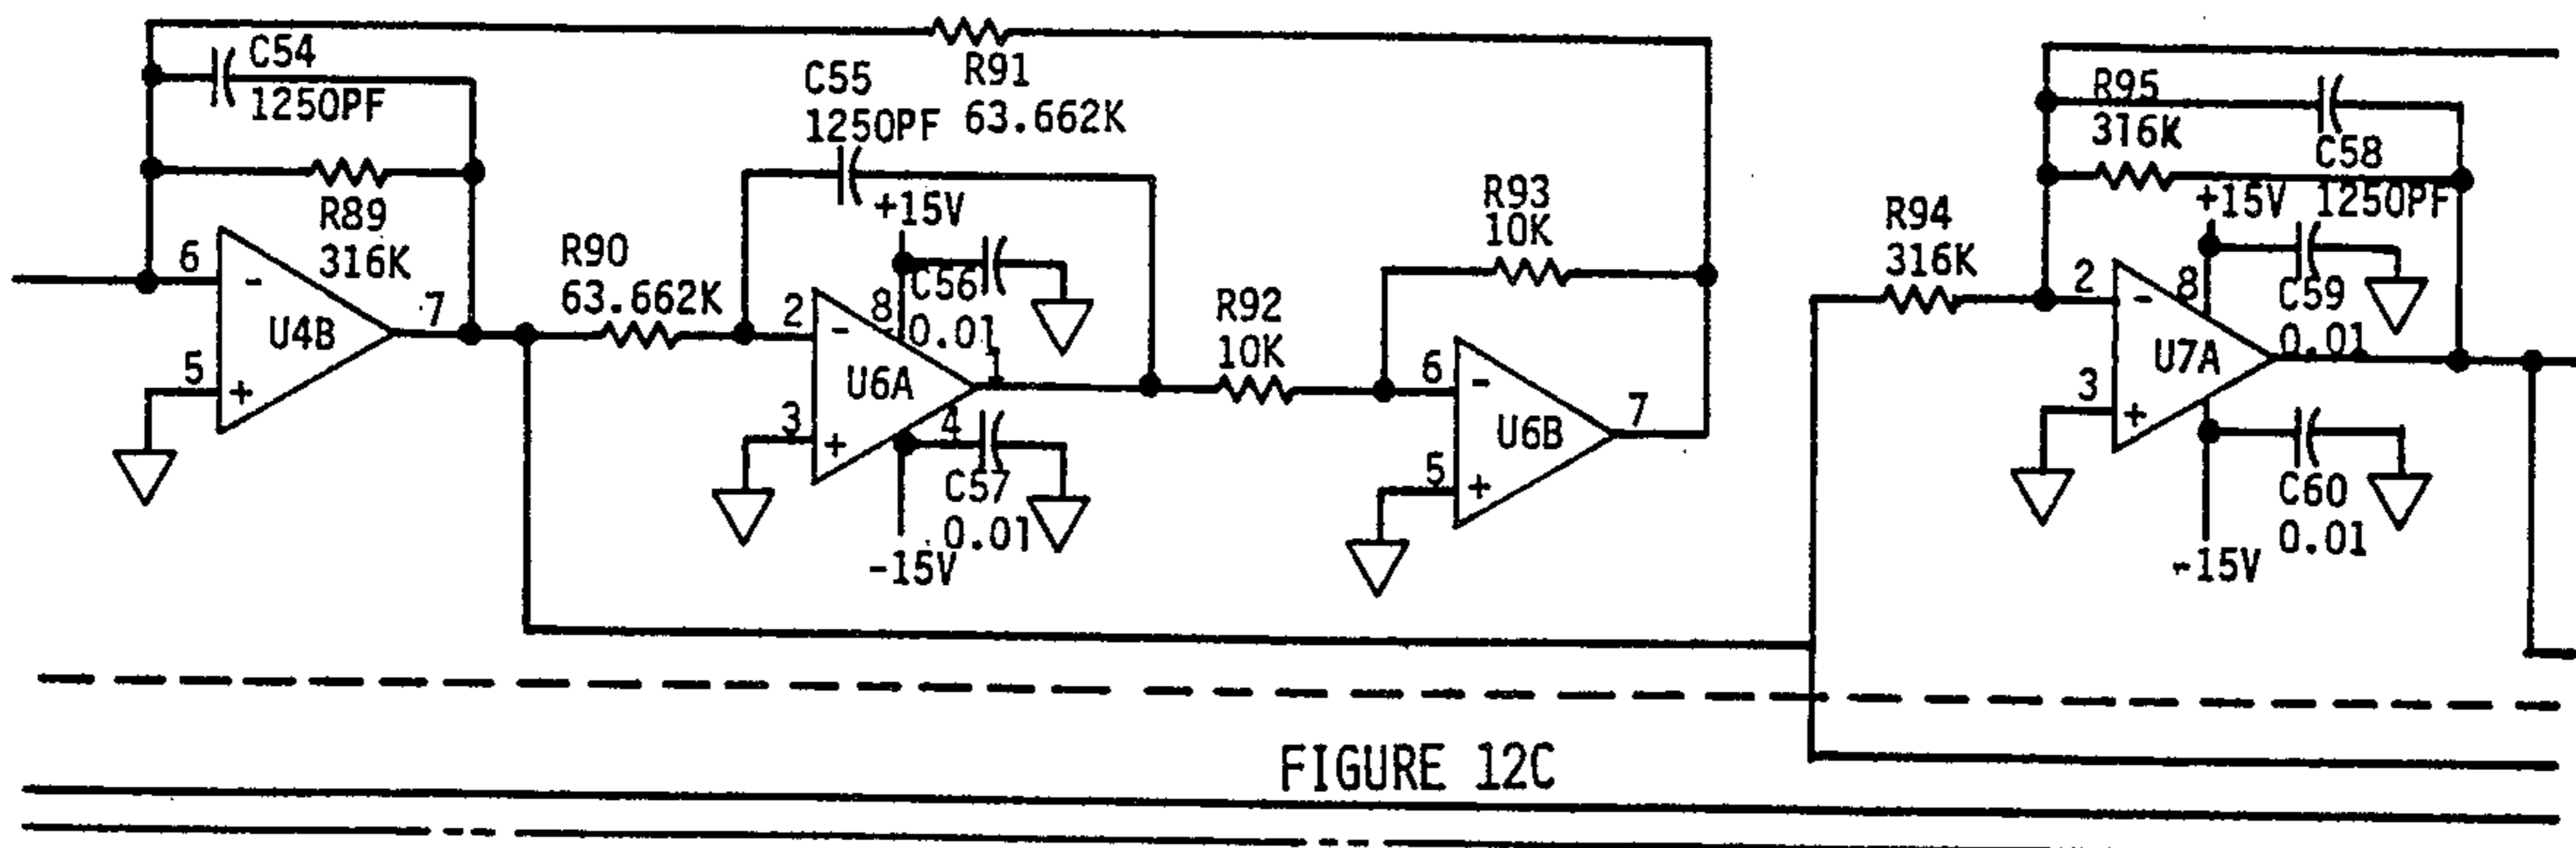 C54
1250PF
R89
316K
6
-
5
+
U4B
7
R90
63.662K
C55
1250PF
R91
63.662K
+15V
8
C56
0.01
2
-
3
+
U6A
1
4
C57
0.01
-15V
R92
10K
R93
10K
6
-
5
+
U6B
7
R94
316K
R95
316K
C58
1250PF
+15V
8
C59
0.01
2
-
3
+
U7A
C60
0.01
-15V
FIGURE 12C